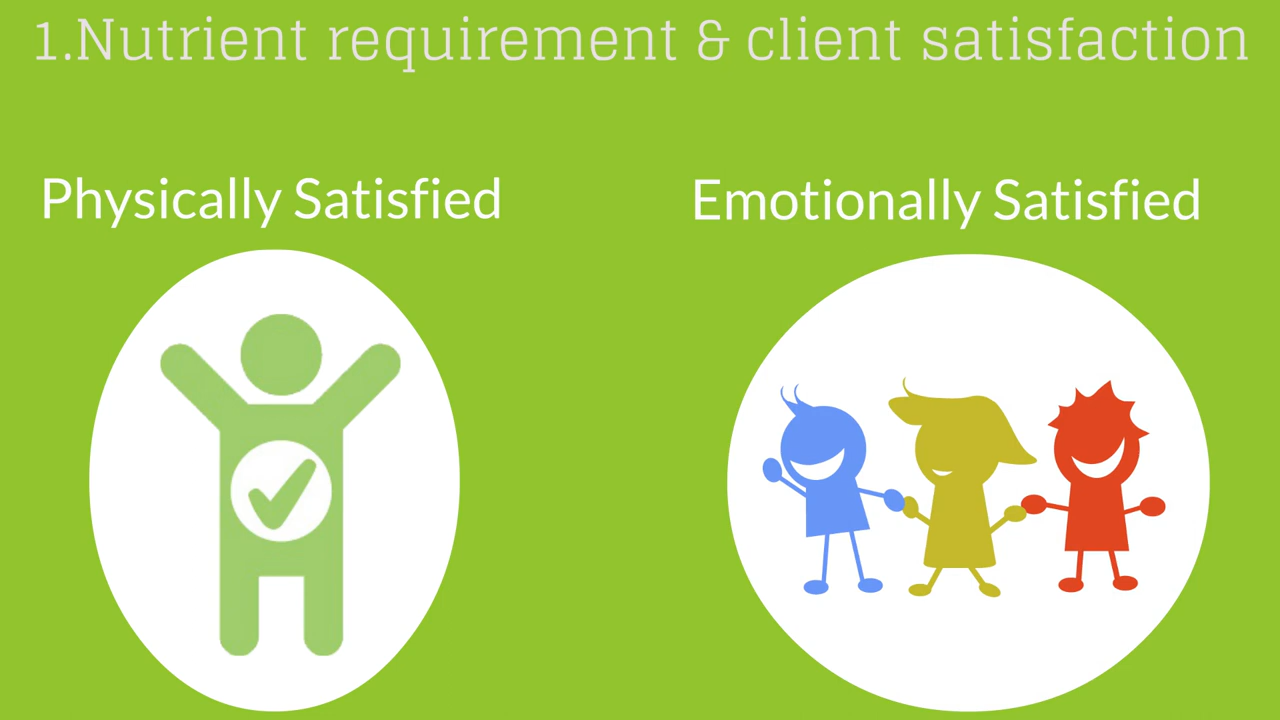 1.Nutrient requirement & client satisfaction
Physically Satisfied
Emotionally Satisfied